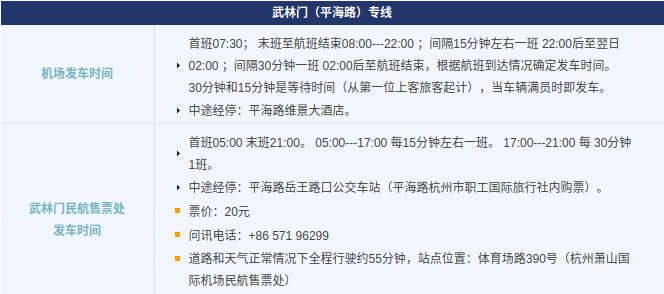 武林门（平海路）专线
机场发车时间
首班07:30； 末班至航班结束08:00---22:00 ；间隔15分钟左右一班 22:00后至翌日
02:00 ；间隔30分钟一班 02:00后至航班结束，根据航班到达情况确定发车时间。
30分钟和15分钟是等待时间（从第一位上客旅客起计），当车辆满员时即发车。
中途经停：平海路维景大酒店。
武林门民航售票处
发车时间
首班05:00 末班21:00。 05:00---17:00 每15分钟左右一班。 17:00---21:00 每 30分钟
1班。
中途经停：平海路岳王路口公交车站（平海路杭州市职工国际旅行社内购票）。
票价：20元
问讯电话：+86 571 96299
道路和天气正常情况下全程行驶约55分钟，站点位置：体育场路390号（杭州萧山国
际机场民航售票处）